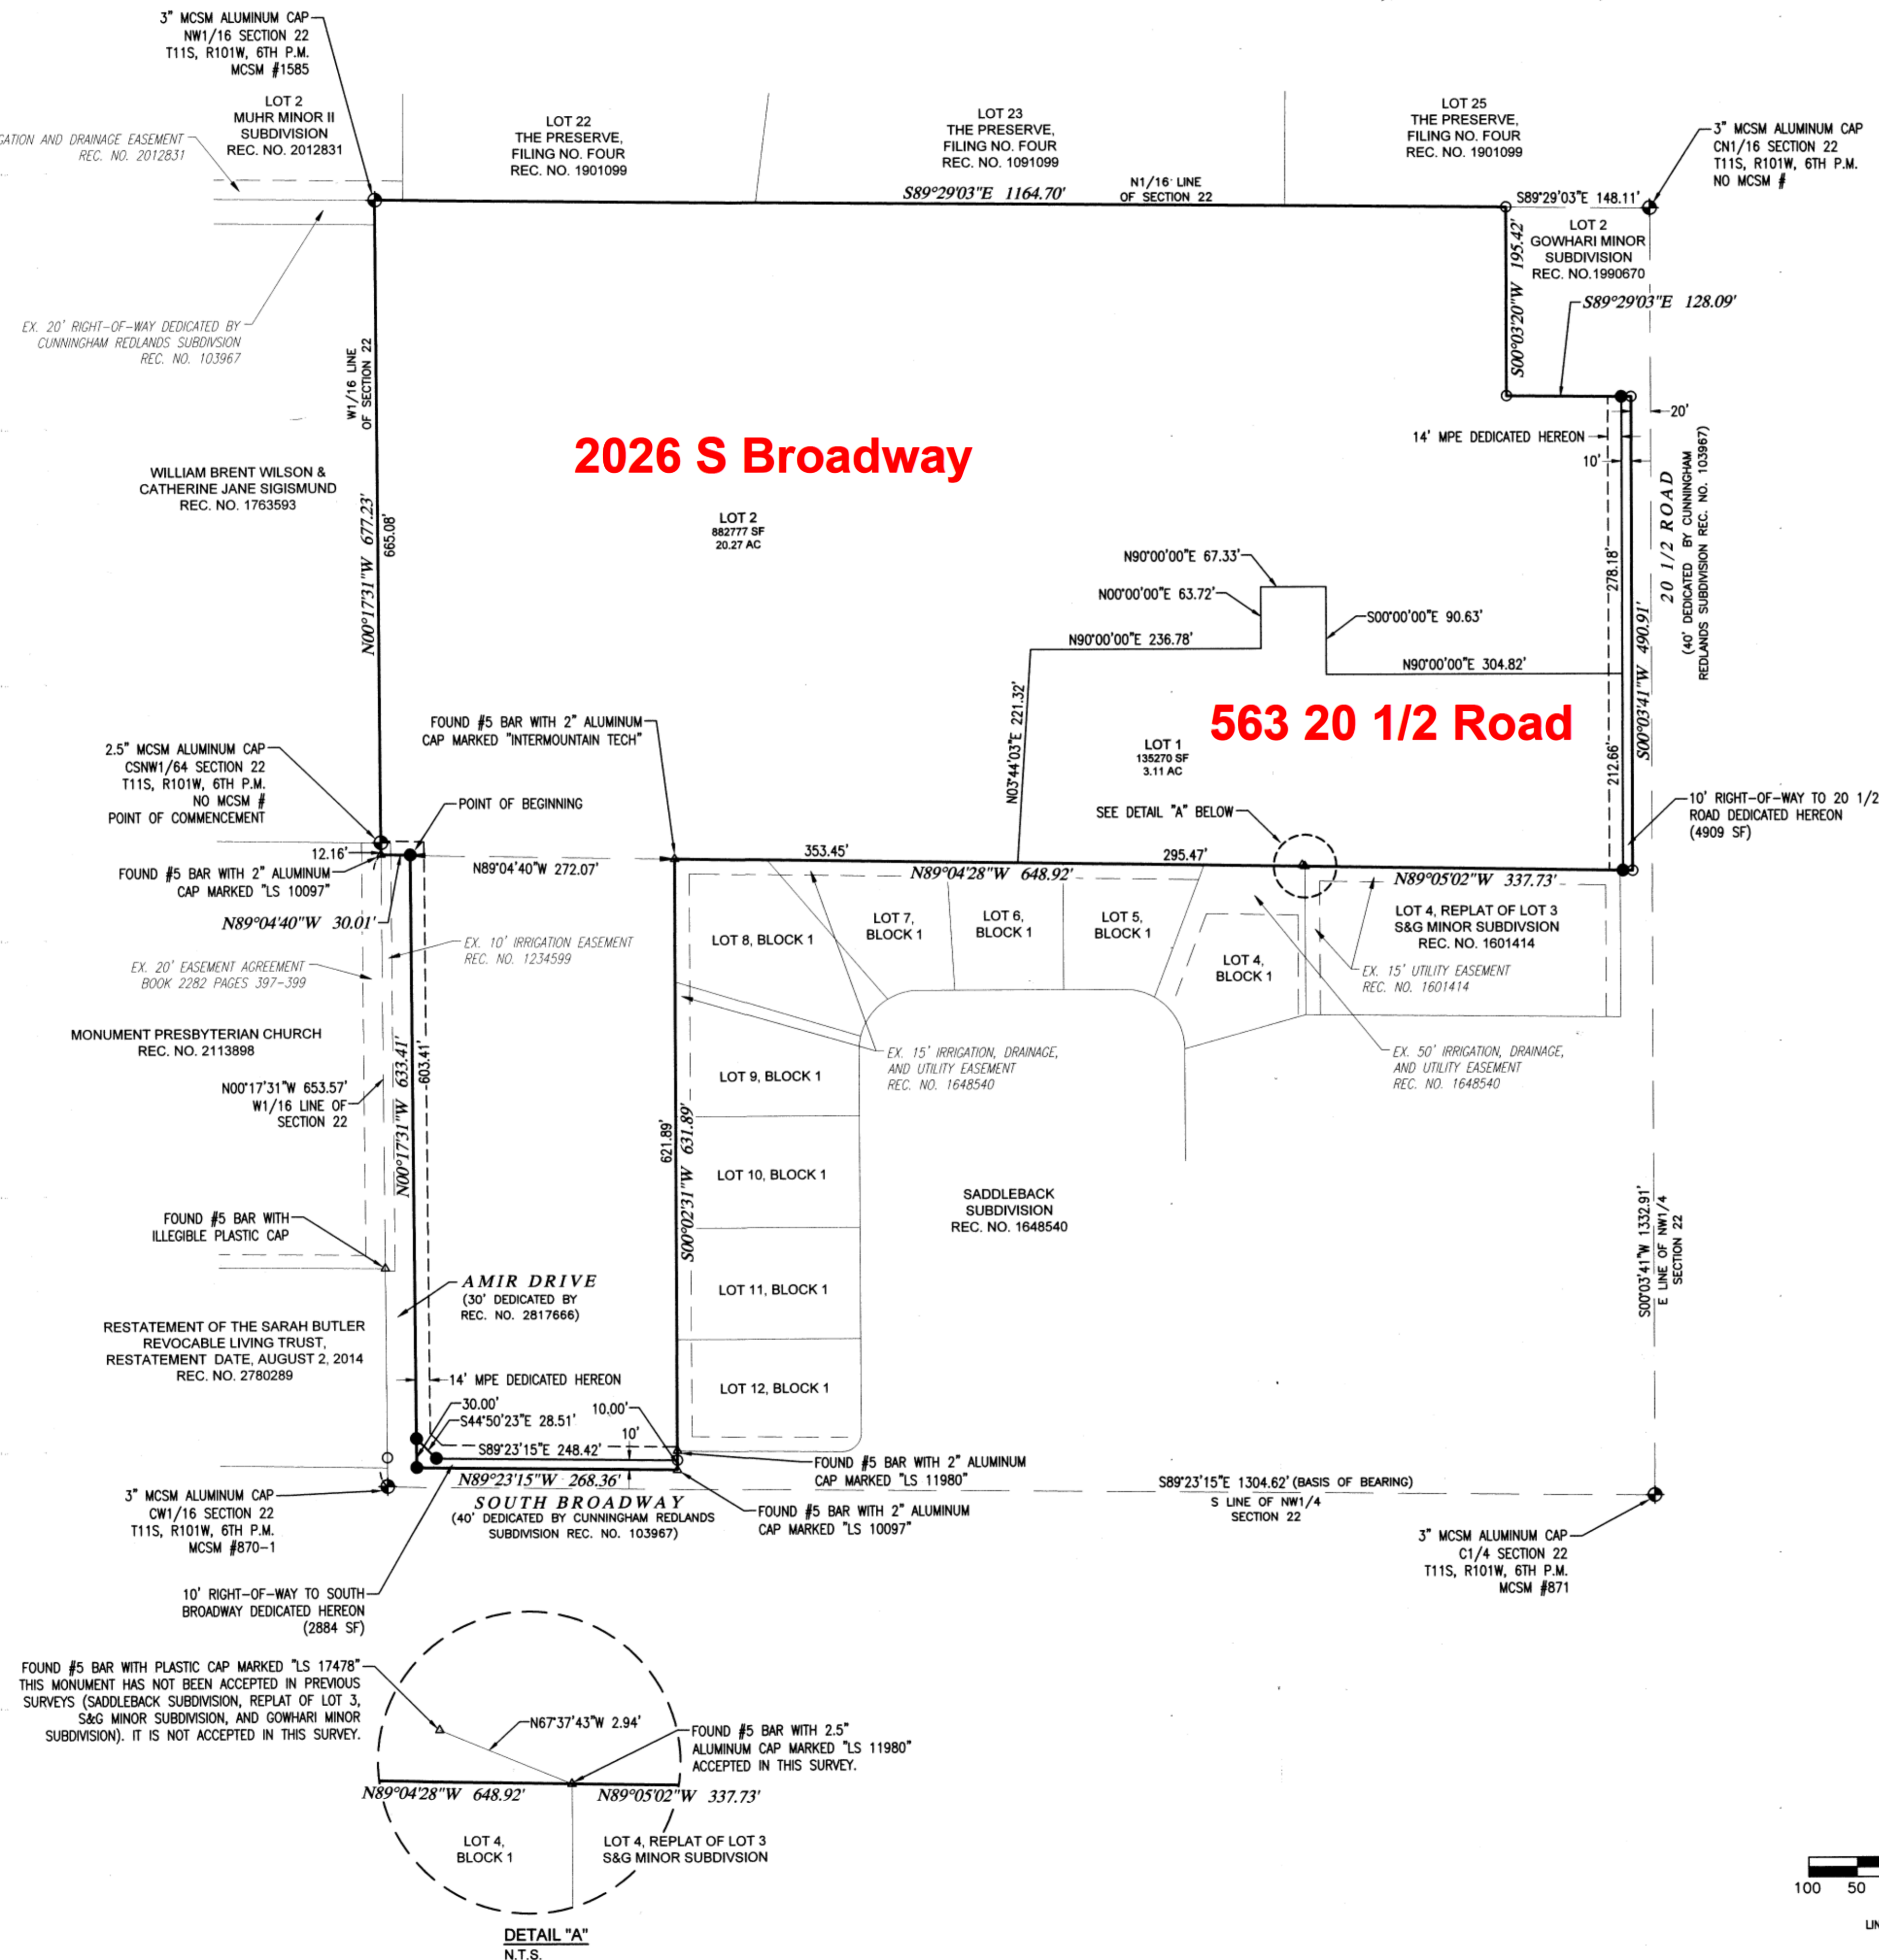 3" MCSM ALUMINUM CAP
NW1/16 SECTION 22
T11S, R101W, 6TH P.M.
MCSM #1585
LOT 2
MUHR MINOR II
SUBDIVISION
REC. NO. 2012831
GATION AND DRAINAGE EASEMENT
REC. NO. 2012831
LOT 22
THE PRESERVE,
FILING NO. FOUR
REC. NO. 1901099
LOT 23
THE PRESERVE,
FILING NO. FOUR
REC. NO. 1091099
LOT 25
THE PRESERVE,
FILING NO. FOUR
REC. NO. 1901099
3" MCSM ALUMINUM CAP
CN1/16 SECTION 22
T11S, R101W, 6TH P.M.
NO MCSM #
S89°29'03"E 1164.70'
N1/16 LINE
OF SECTION 22
S89°29'03"E 148.11'
LOT 2
GOWHARI MINOR
SUBDIVISION
REC. NO.1990670
S00°03'20"W 195.42'
S89°29'03"E 128.09'
EX. 20' RIGHT-OF-WAY DEDICATED BY
CUNNINGHAM REDLANDS SUBDIVSION
REC. NO. 103967
W1/16 LINE
OF SECTION 22
20'
14' MPE DEDICATED HEREON
10'
2026 S Broadway
WILLIAM BRENT WILSON &
CATHERINE JANE SIGISMUND
REC. NO. 1763593
N00°17'31"W 677.23'
665.08'
LOT 2
882777 SF
20.27 AC
20 1/2 ROAD
(40' DEDICATED BY CUNNINGHAM
REDLANDS SUBDIVISION REC. NO. 103967)
N90°00'00"E 67.33'
N00°00'00"E 63.72'
S00°00'00"E 90.63'
N90°00'00"E 236.78'
N90°00'00"E 304.82'
278.18'
S00°03'41"W 490.91'
563 20 1/2 Road
N03°44'03"E 221.32'
LOT 1
135270 SF
3.11 AC
212.66'
FOUND #5 BAR WITH 2" ALUMINUM
CAP MARKED "INTERMOUNTAIN TECH"
2.5" MCSM ALUMINUM CAP
CSNW1/64 SECTION 22
T11S, R101W, 6TH P.M.
NO MCSM #
POINT OF COMMENCEMENT
POINT OF BEGINNING
SEE DETAIL "A" BELOW
10' RIGHT-OF-WAY TO 20 1/2
ROAD DEDICATED HEREON
(4909 SF)
12.16'
FOUND #5 BAR WITH 2" ALUMINUM
CAP MARKED "LS 10097"
N89°04'40"W 272.07'
353.45'
295.47'
N89°04'28"W 648.92'
N89°05'02"W 337.73'
N89°04'40"W 30.01'
LOT 8, BLOCK 1
LOT 7,
BLOCK 1
LOT 6,
BLOCK 1
LOT 5,
BLOCK 1
LOT 4,
BLOCK 1
LOT 4, REPLAT OF LOT 3
S&G MINOR SUBDIVSION
REC. NO. 1601414
EX. 15' UTILITY EASEMENT
REC. NO. 1601414
EX. 10' IRRIGATION EASEMENT
REC. NO. 1234599
EX. 20' EASEMENT AGREEMENT
BOOK 2282 PAGES 397-399
MONUMENT PRESBYTERIAN CHURCH
REC. NO. 2113898
N00°17'31"W 653.57'
W1/16 LINE OF
SECTION 22
N00°17'31"W 633.41'
603.41'
EX. 15' IRRIGATION, DRAINAGE,
AND UTILITY EASEMENT
REC. NO. 1648540
EX. 50' IRRIGATION, DRAINAGE,
AND UTILITY EASEMENT
REC. NO. 1648540
LOT 9, BLOCK 1
621.89'
S00°02'31"W 631.89'
LOT 10, BLOCK 1
SADDLEBACK
SUBDIVISION
REC. NO. 1648540
FOUND #5 BAR WITH
ILLEGIBLE PLASTIC CAP
AMIR DRIVE
(30' DEDICATED BY
REC. NO. 2817666)
LOT 11, BLOCK 1
S00°03'41"W 1332.91'
E LINE OF NW1/4
SECTION 22
RESTATEMENT OF THE SARAH BUTLER
REVOCABLE LIVING TRUST,
RESTATEMENT DATE, AUGUST 2, 2014
REC. NO. 2780289
14' MPE DEDICATED HEREON
LOT 12, BLOCK 1
30.00'
S44°50'23"E 28.51'
10.00'
10'
S89°23'15"E 248.42'
N89°23'15"W 268.36'
FOUND #5 BAR WITH 2" ALUMINUM
CAP MARKED "LS 11980"
SOUTH BROADWAY
(40' DEDICATED BY CUNNINGHAM REDLANDS
SUBDIVISION REC. NO. 103967)
FOUND #5 BAR WITH 2" ALUMINUM
CAP MARKED "LS 10097"
3" MCSM ALUMINUM CAP
CW1/16 SECTION 22
T11S, R101W, 6TH P.M.
MCSM #870-1
S89°23'15"E 1304.62' (BASIS OF BEARING)
S LINE OF NW1/4
SECTION 22
3" MCSM ALUMINUM CAP
C1/4 SECTION 22
T11S, R101W, 6TH P.M.
MCSM #871
10' RIGHT-OF-WAY TO SOUTH
BROADWAY DEDICATED HEREON
(2884 SF)
FOUND #5 BAR WITH PLASTIC CAP MARKED "LS 17478"
THIS MONUMENT HAS NOT BEEN ACCEPTED IN PREVIOUS
SURVEYS (SADDLEBACK SUBDIVISION, REPLAT OF LOT 3,
S&G MINOR SUBDIVISION, AND GOWHARI MINOR
SUBDIVISION). IT IS NOT ACCEPTED IN THIS SURVEY.
N67°37'43"W 2.94'
FOUND #5 BAR WITH 2.5"
ALUMINUM CAP MARKED "LS 11980"
ACCEPTED IN THIS SURVEY.
N89°04'28"W 648.92'
N89°05'02"W 337.73'
LOT 4,
BLOCK 1
LOT 4, REPLAT OF LOT 3
S&G MINOR SUBDIVSION
DETAIL "A"
N.T.S.
100 50
LIN